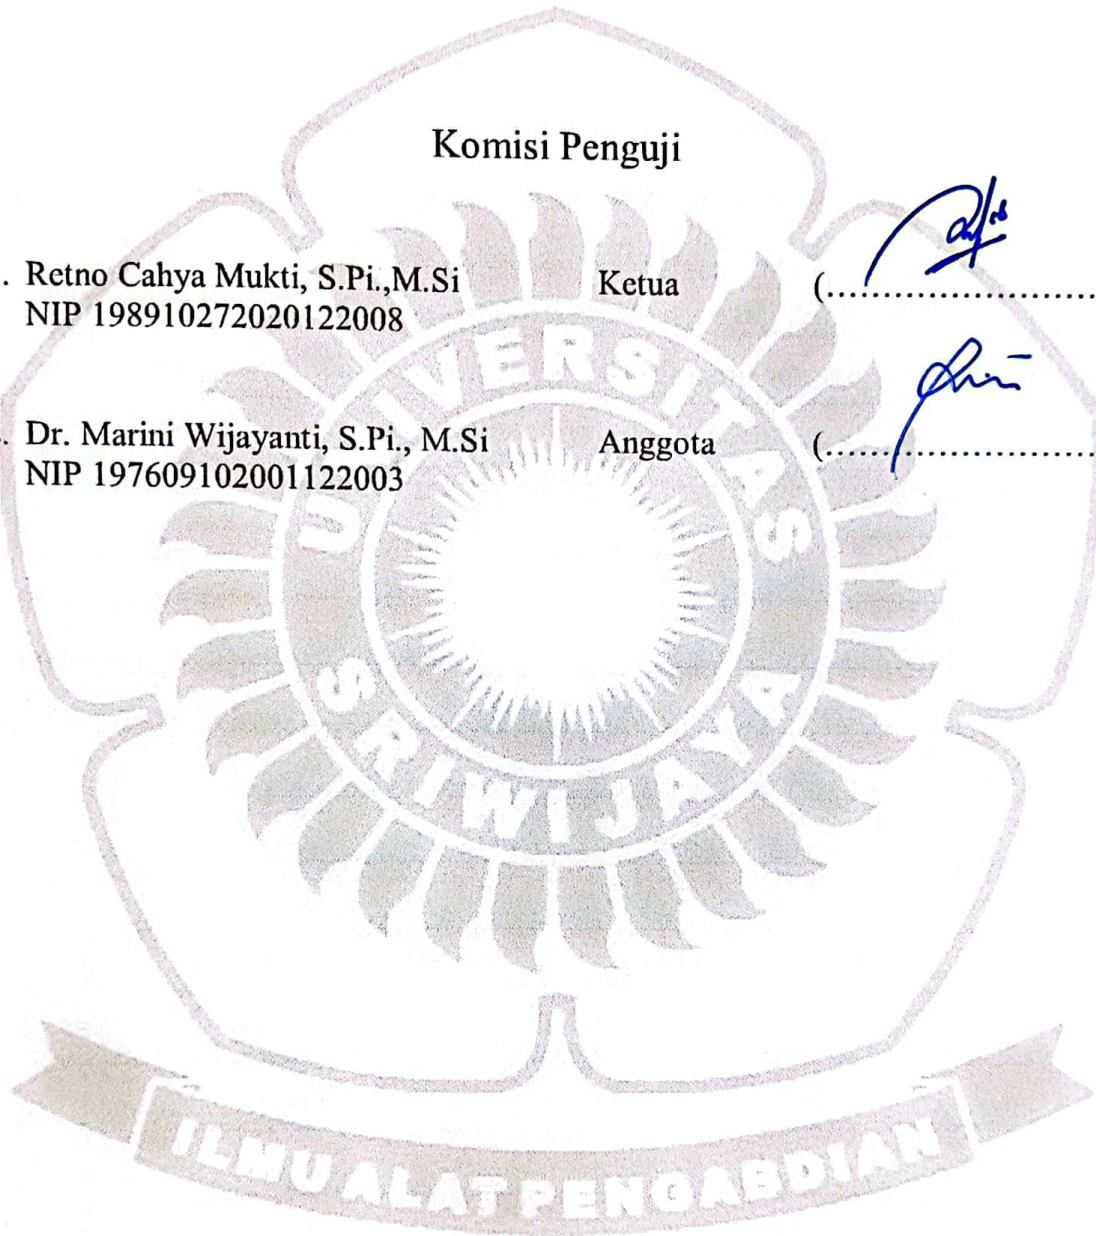 Komisi Penguji
. Retno Cahya Mukti, S.Pi.,M.Si Ketua (...........................
NIP 198910272020122008
. Dr. Marini Wijayanti, S.Pi., M.Si Anggota (...........................
NIP 197609102001122003
UNIVERSITAS
SRIWIJAYA
ILMU ALAT PENGABDIAN